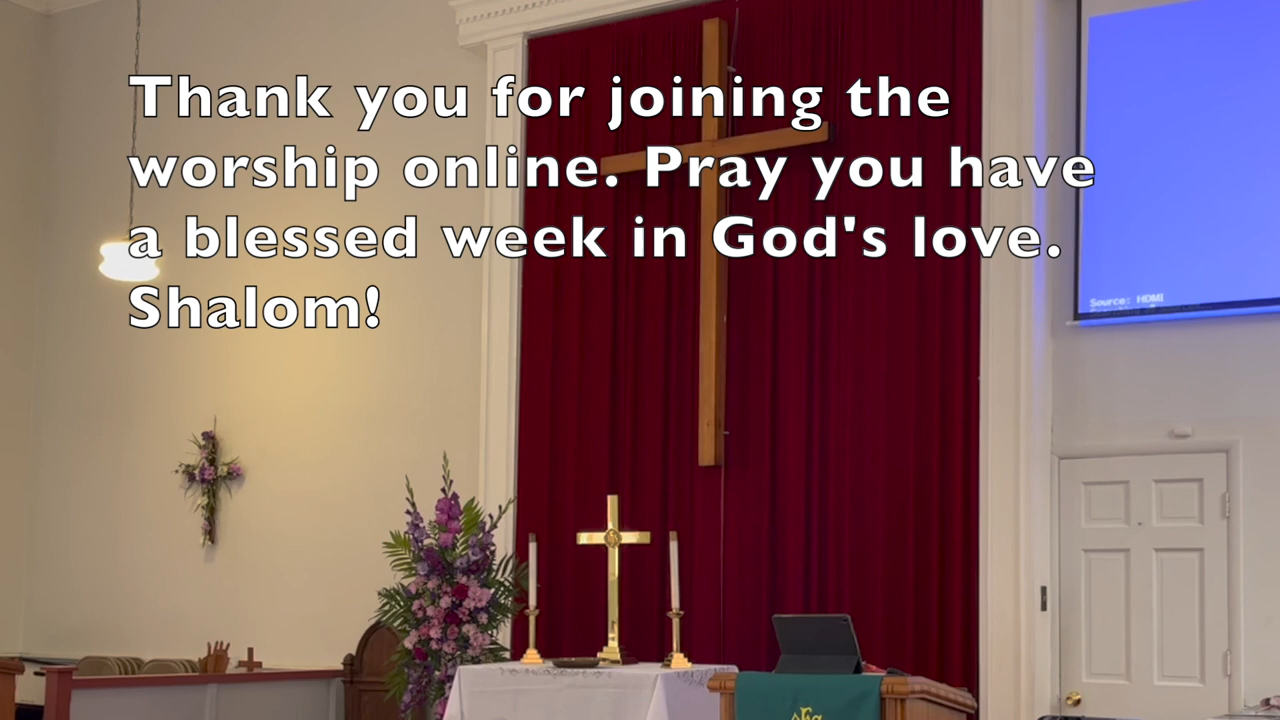 Thank you for joining the
worship online. Pray you have
a blessed week in God's love.
Shalom!
Source: HDMI